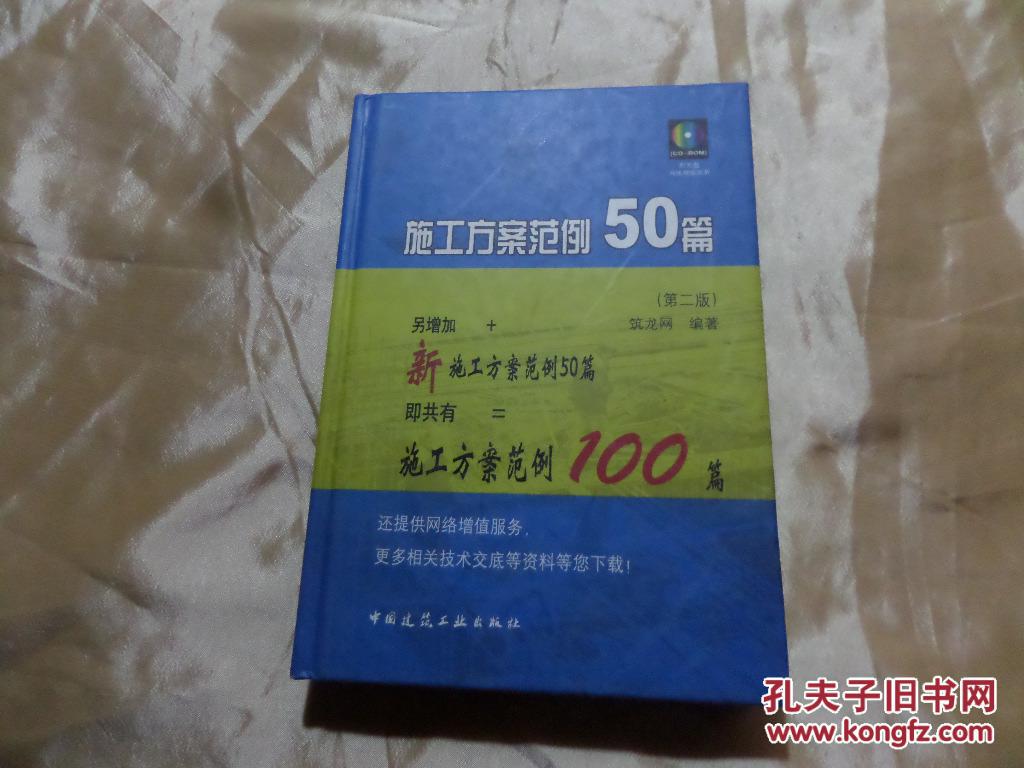 (CD-ROM)
施工方案范例50篇
(第二版)
另增加 + 筑龙网 编著
新施工方案范例50篇
即共有 =
施工方案范例100篇
还提供网络增值服务,
更多相关技术交底等资料等您下载!
中国建筑工业出版社
孔夫子旧书网
www.kongfz.com